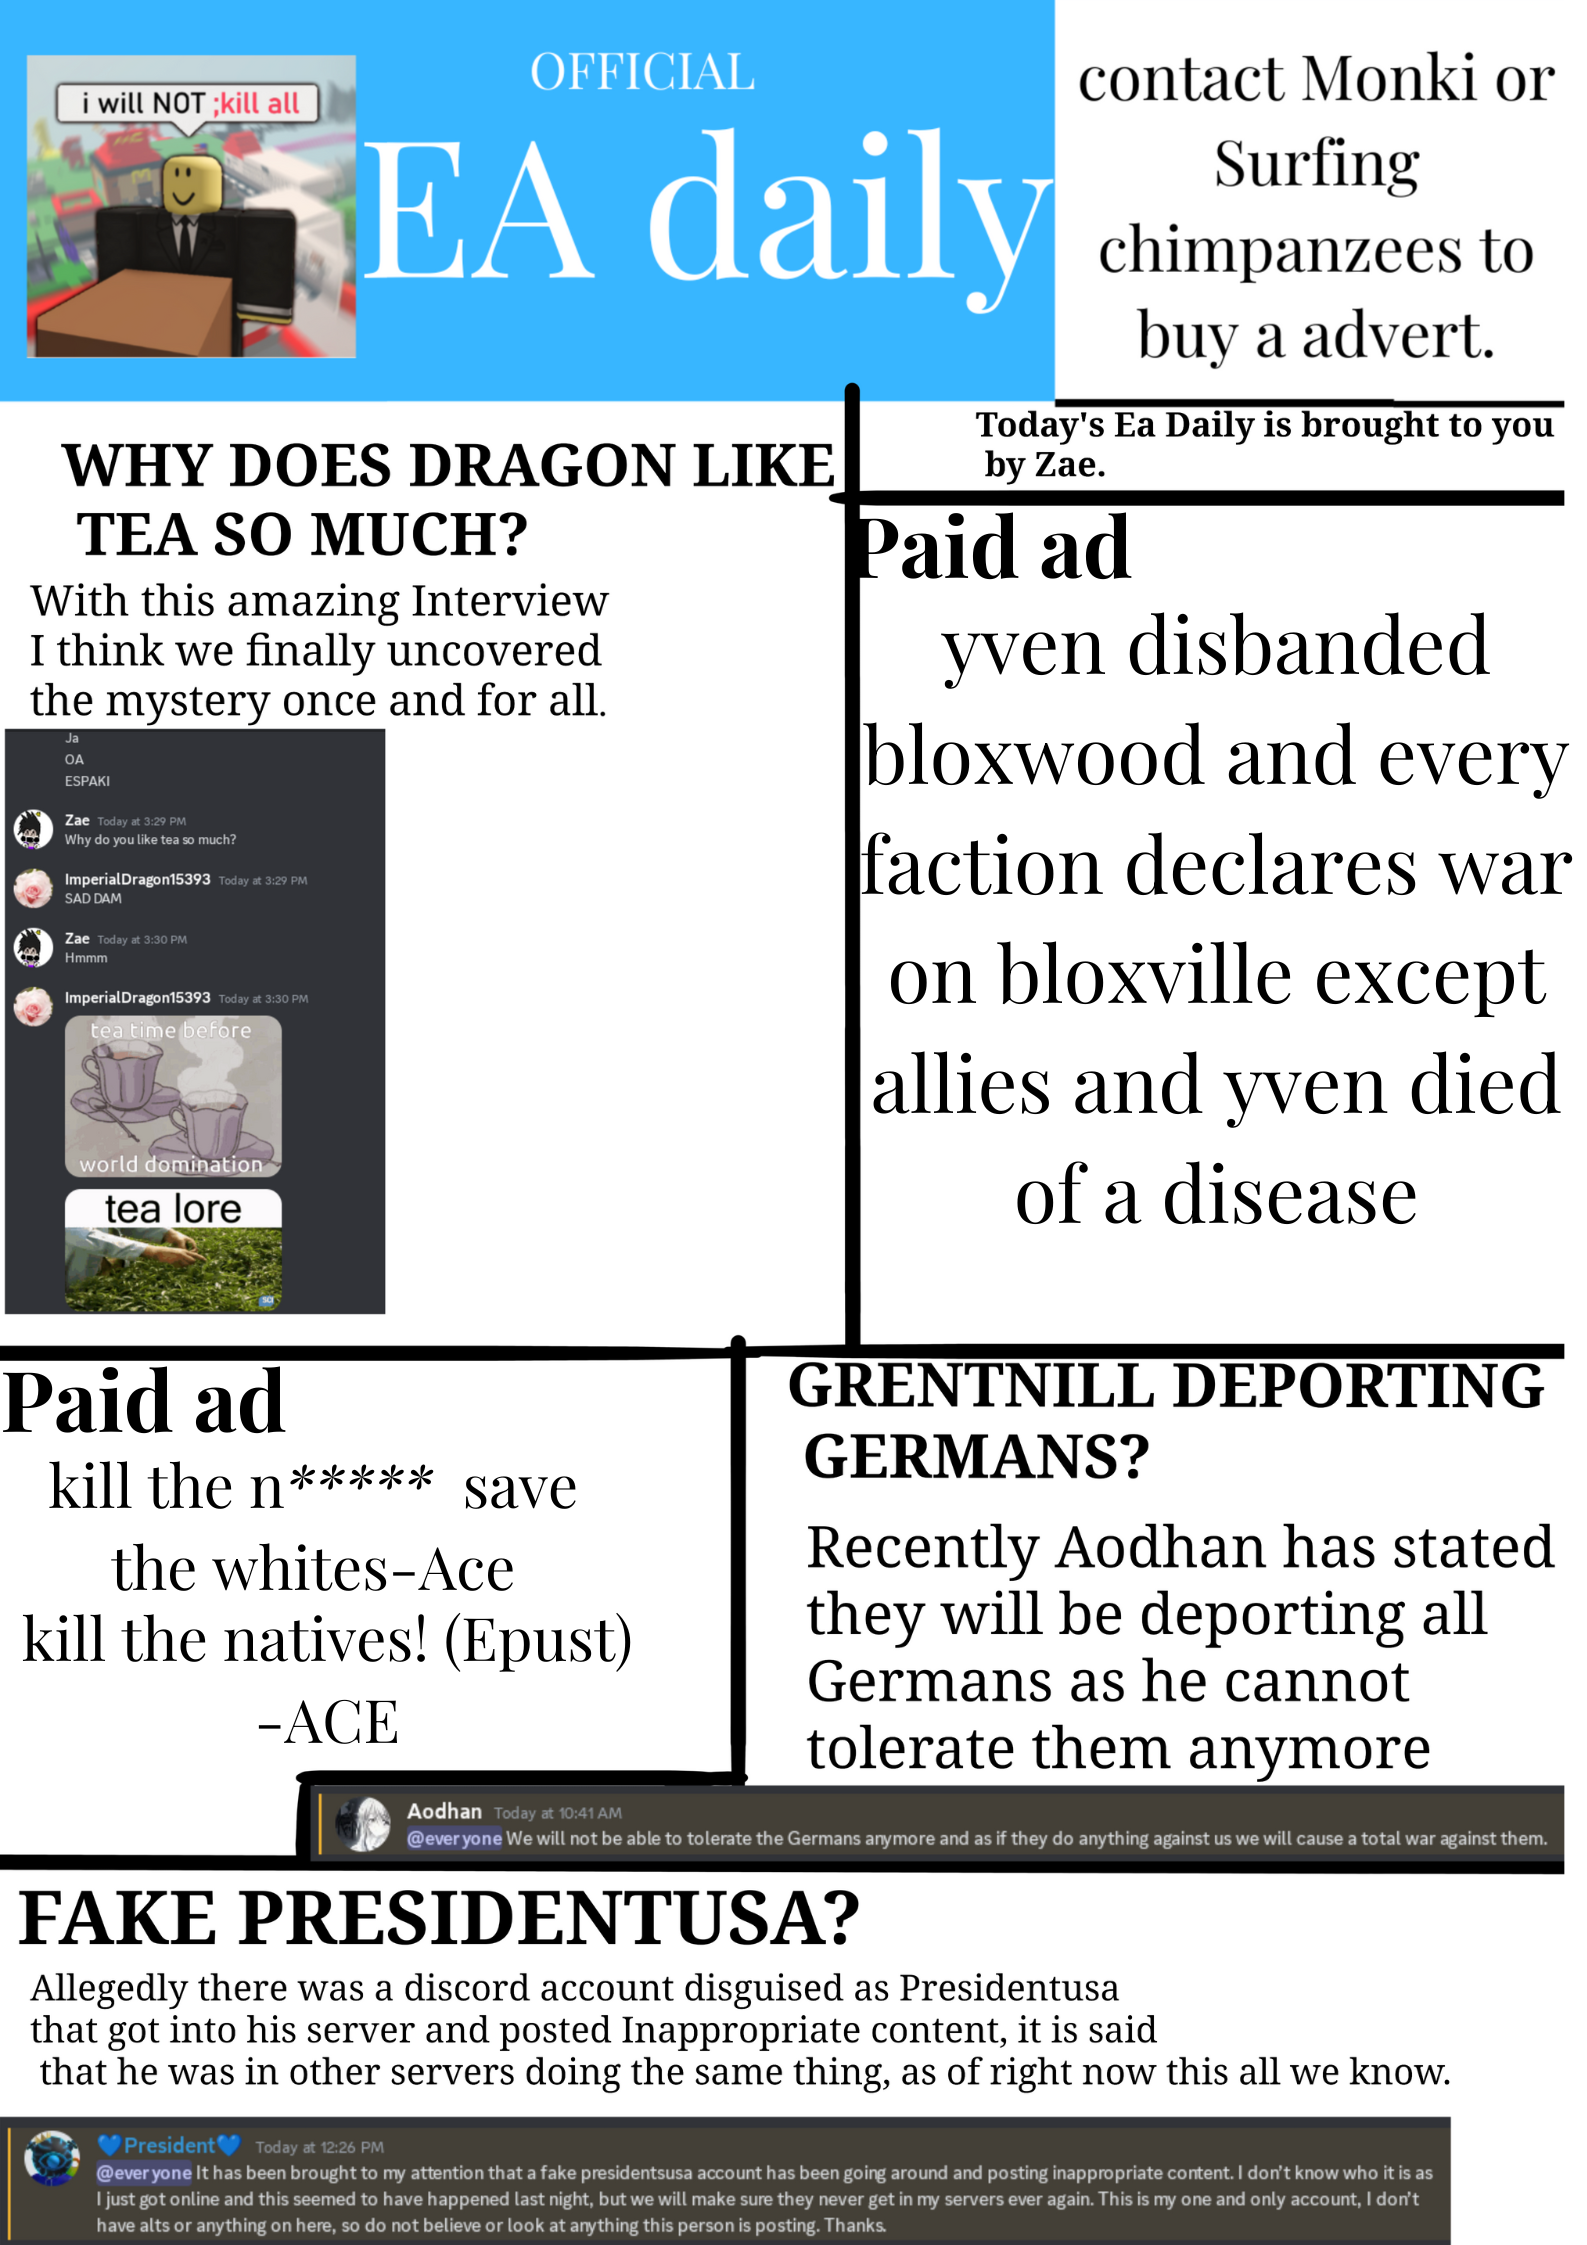 i will NOT ;kill all
OFFICIAL
EA daily
contact Monki or
Surfing
chimpanzees to
buy a advert.
Today's Ea Daily is brought to you
by Zae.
WHY DOES DRAGON LIKE
TEA SO MUCH?
With this amazing Interview
I think we finally uncovered
the mystery once and for all.
Ja
OA
ESPAKI
Zae Today at 3:29 PM
Why do you like tea so much?
ImperialDragon15393 Today at 3:29 PM
SAD DAM
Zae Today at 3:30 PM
Hmmm
ImperialDragon15393 Today at 3:30 PM
tea time before
world domination
tea lore
SCI
Paid ad
yven disbanded
bloxwood and every
faction declares war
on bloxville except
allies and yven died
of a disease
Paid ad
kill the n***** save
the whites-Ace
kill the natives! (Epust)
-ACE
GRENTNILL DEPORTING
GERMANS?
Recently Aodhan has stated
they will be deporting all
Germans as he cannot
tolerate them anymore
Aodhan Today at 10:41 AM
@everyone We will not be able to tolerate the Germans anymore and as if they do anything against us we will cause a total war against them.
FAKE PRESIDENTUSA?
Allegedly there was a discord account disguised as Presidentusa
that got into his server and posted Inappropriate content, it is said
that he was in other servers doing the same thing, as of right now this all we know.
💙President💙 Today at 12:26 PM
@everyone It has been brought to my attention that a fake presidentsusa account has been going around and posting inappropriate content. I don't know who it is as
I just got online and this seemed to have happened last night, but we will make sure they never get in my servers ever again. This is my one and only account, I don't
have alts or anything on here, so do not believe or look at anything this person is posting. Thanks.